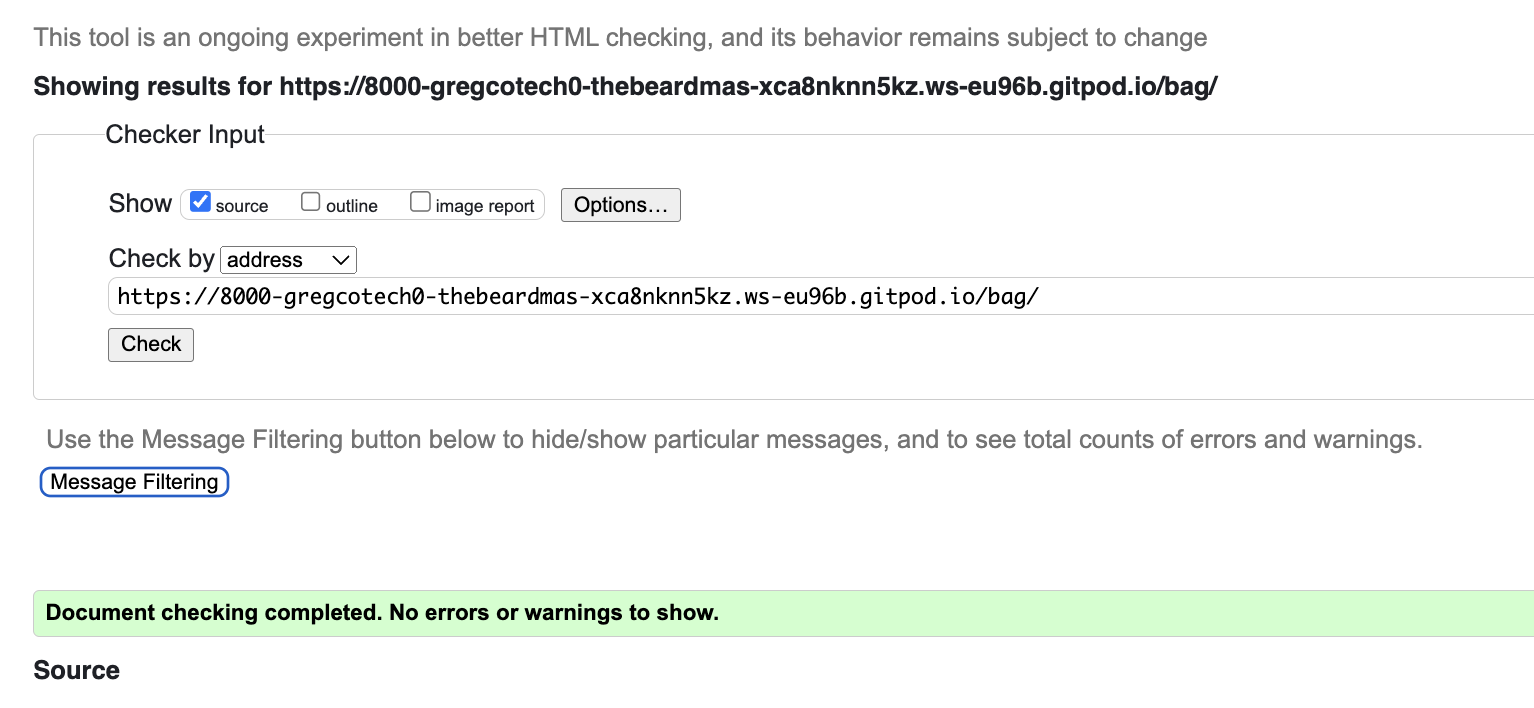 This tool is an ongoing experiment in better HTML checking, and its behavior remains subject to change
Showing results for https://8000-gregcotech0-thebeardmas-xca8nknn5kz.ws-eu96b.gitpod.io/bag/
Checker Input
Show source outline image report Options...
Check by address
https://8000-gregcotech0-thebeardmas-xca8nknn5kz.ws-eu96b.gitpod.io/bag/
Check
Use the Message Filtering button below to hide/show particular messages, and to see total counts of errors and warnings.
Message Filtering
Document checking completed. No errors or warnings to show.
Source